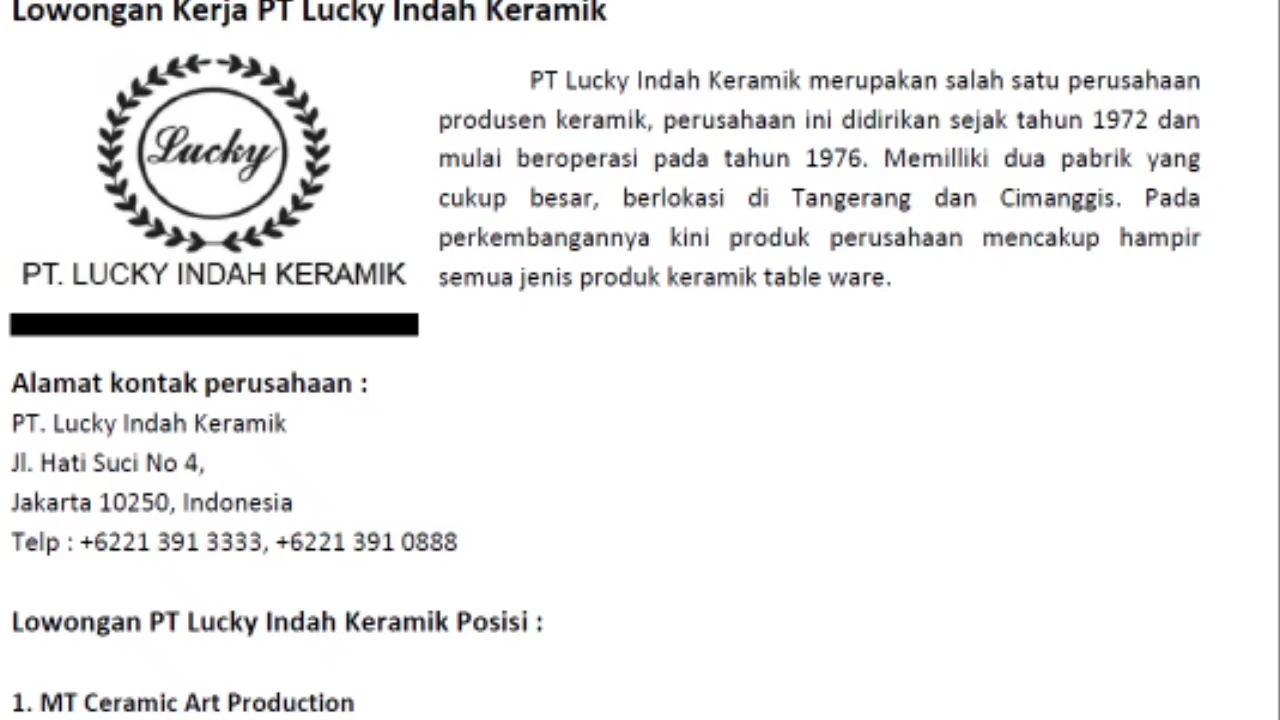 Lowongan Kerja PT Lucky Indah Keramik
Lucky
PT. LUCKY INDAH KERAMIK
PT Lucky Indah Keramik merupakan salah satu perusahaan
produsen keramik, perusahaan ini didirikan sejak tahun 1972 dan
mulai beroperasi pada tahun 1976. Memilliki dua pabrik yang
cukup besar, berlokasi di Tangerang dan Cimanggis. Pada
perkembangannya kini produk perusahaan mencakup hampir
semua jenis produk keramik table ware.
Alamat kontak perusahaan :
PT. Lucky Indah Keramik
Jl. Hati Suci No 4,
Jakarta 10250, Indonesia
Telp : +6221 391 3333, +6221 391 0888
Lowongan PT Lucky Indah Keramik Posisi :
1. MT Ceramic Art Production